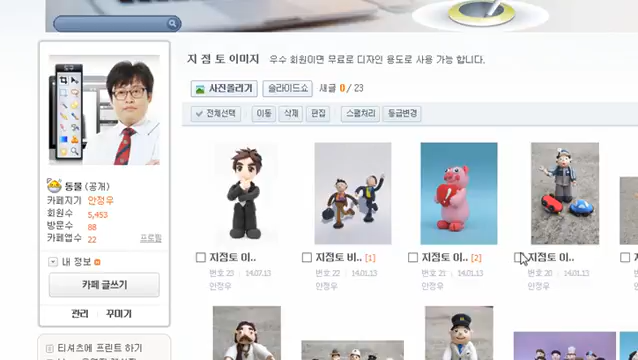 지점토 이미지 우수 회원이면 무료로 디자인 용도로 사용 가능 합니다.
사진올리기 슬라이드쇼 새글 0 / 23
전체선택 이동 삭제 편집 스팸처리 등급변경
동물 (공개)
카페지기 안정우
회원수 5,453
방문수 88
카페앱수 22
프로필
내 정보
카페 글쓰기
관리 꾸미기
티셔츠에 프린트 하기
지점토 이..
번호 23 | 14.07.13
안정우
지점토 비.. [1]
번호 22 | 14.01.13
안정우
지점토 이.. [2]
번호 21 | 14.01.13
안정우
지점토 이..
번호 20 | 14.01.13
안정우